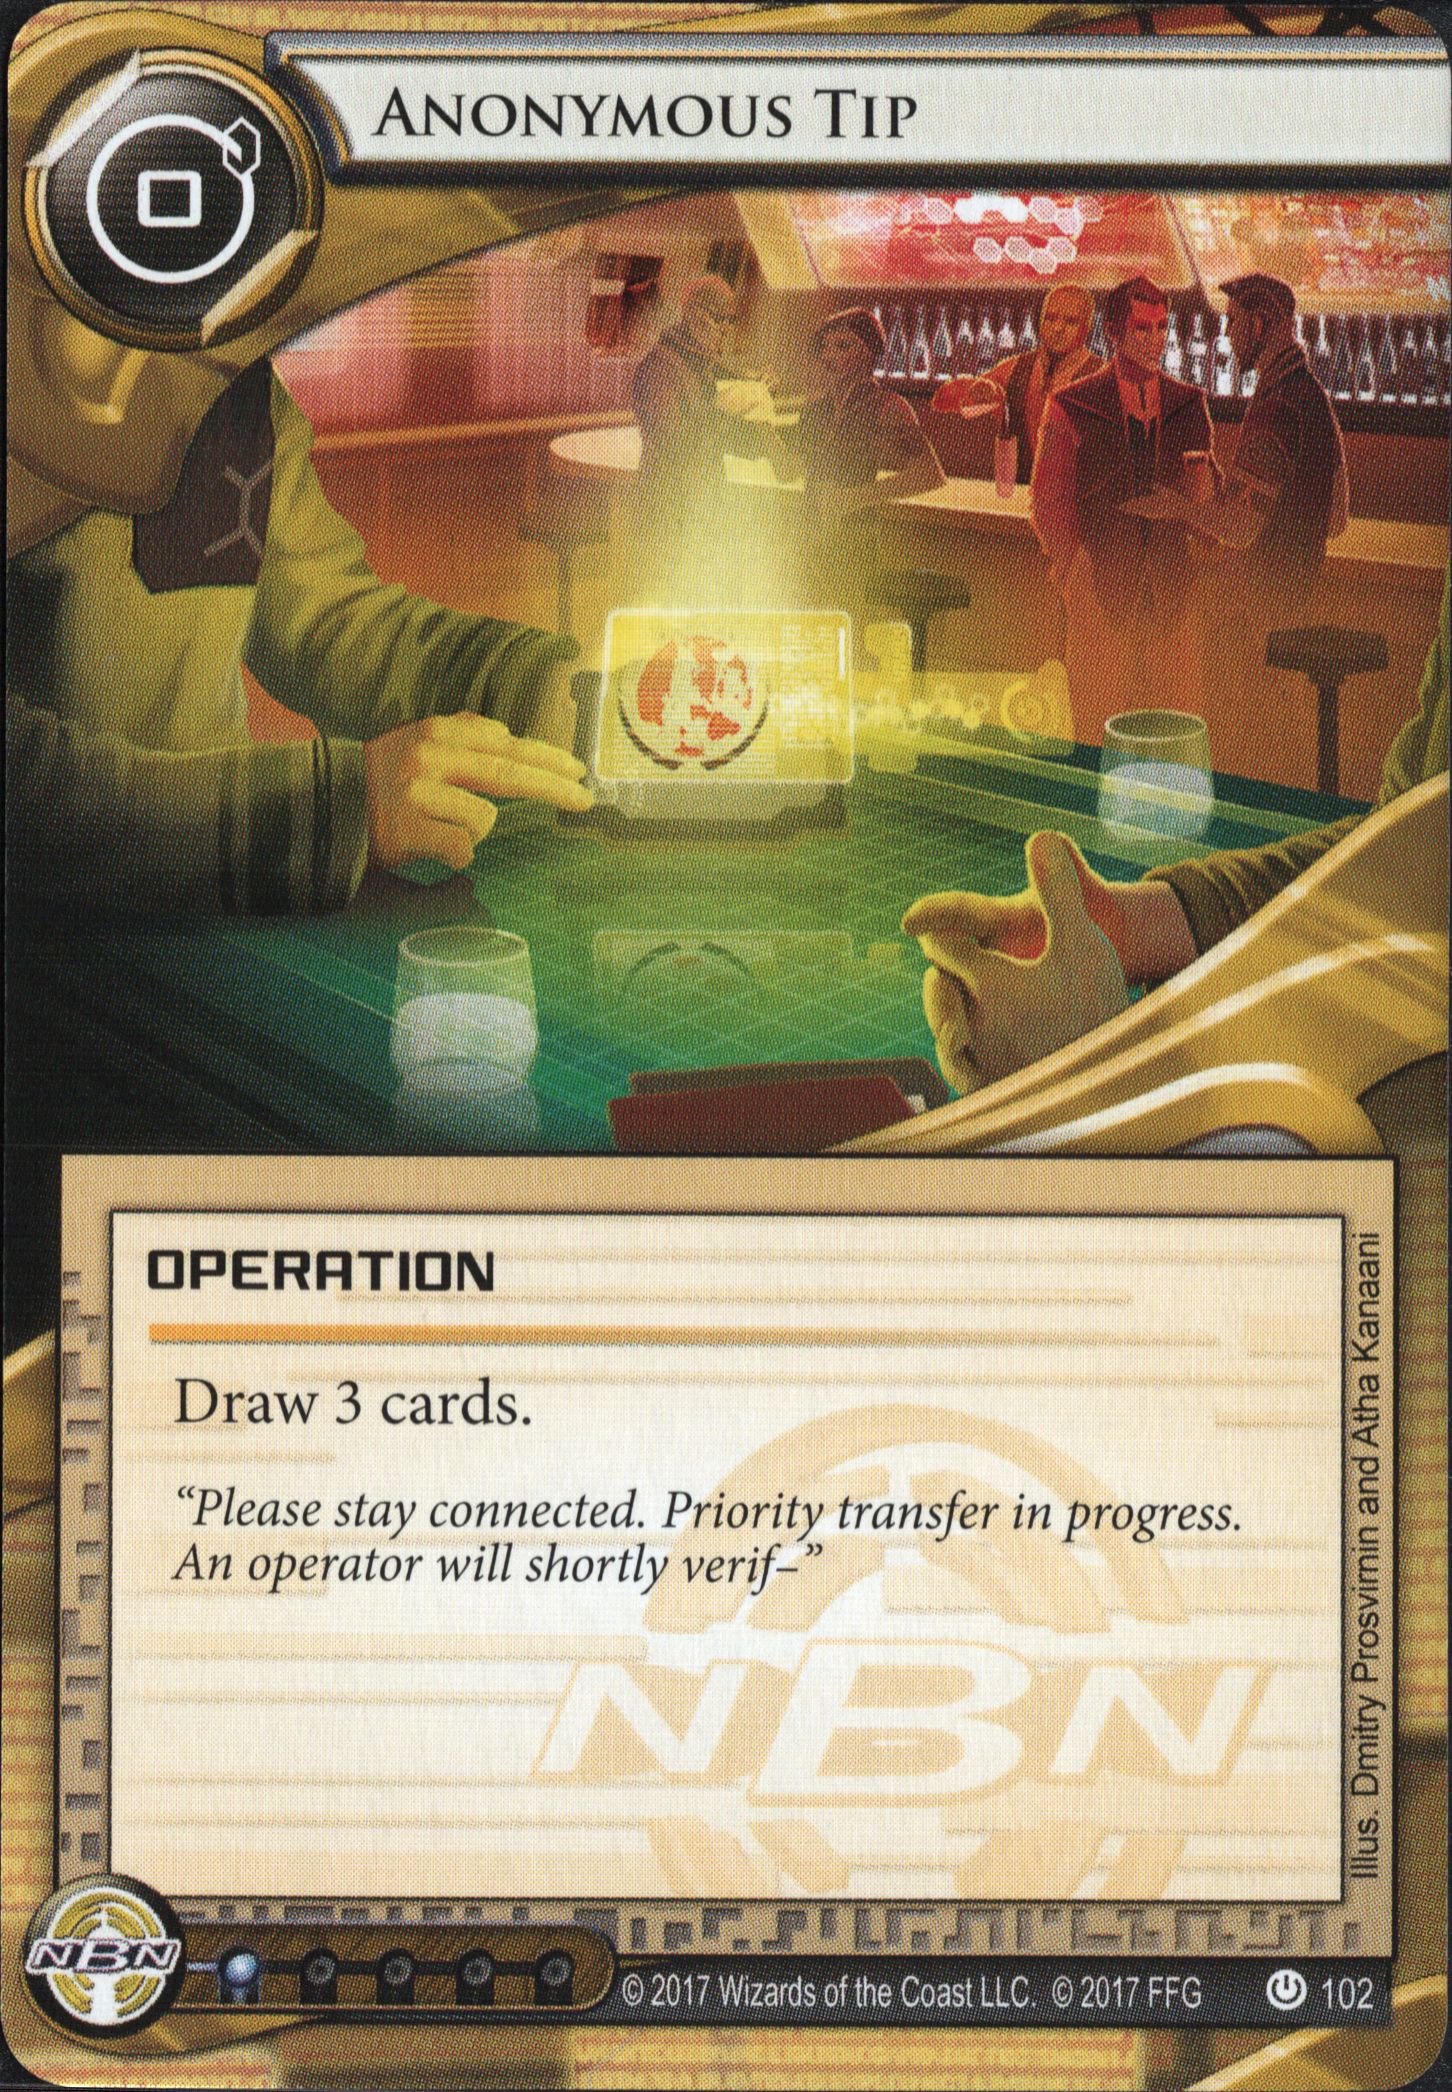 0
ANONYMOUS TIP
OPERATION
Draw 3 cards.
“Please stay connected. Priority transfer in progress.
An operator will shortly verif–”
NBN
Illus. Dmitry Prosvirnin and Atha Kanaani
NBN
© 2017 Wizards of the Coast LLC. © 2017 FFG
102